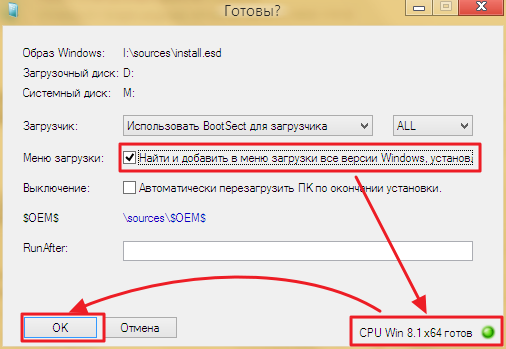 Готовы?
Образ Windows: I:\sources\install.esd
Загрузочный диск: D:
Системный диск: M:
Загрузчик: Использовать BootSect для загрузчика ALL
Меню загрузки: Найти и добавить в меню загрузки все версии Windows, установ.
Выключение: Автоматически перезагрузить ПК по окончании установки.
$OEM$ \sources\$OEM$
RunAfter:
OK Отмена CPU Win 8.1 x64 готов